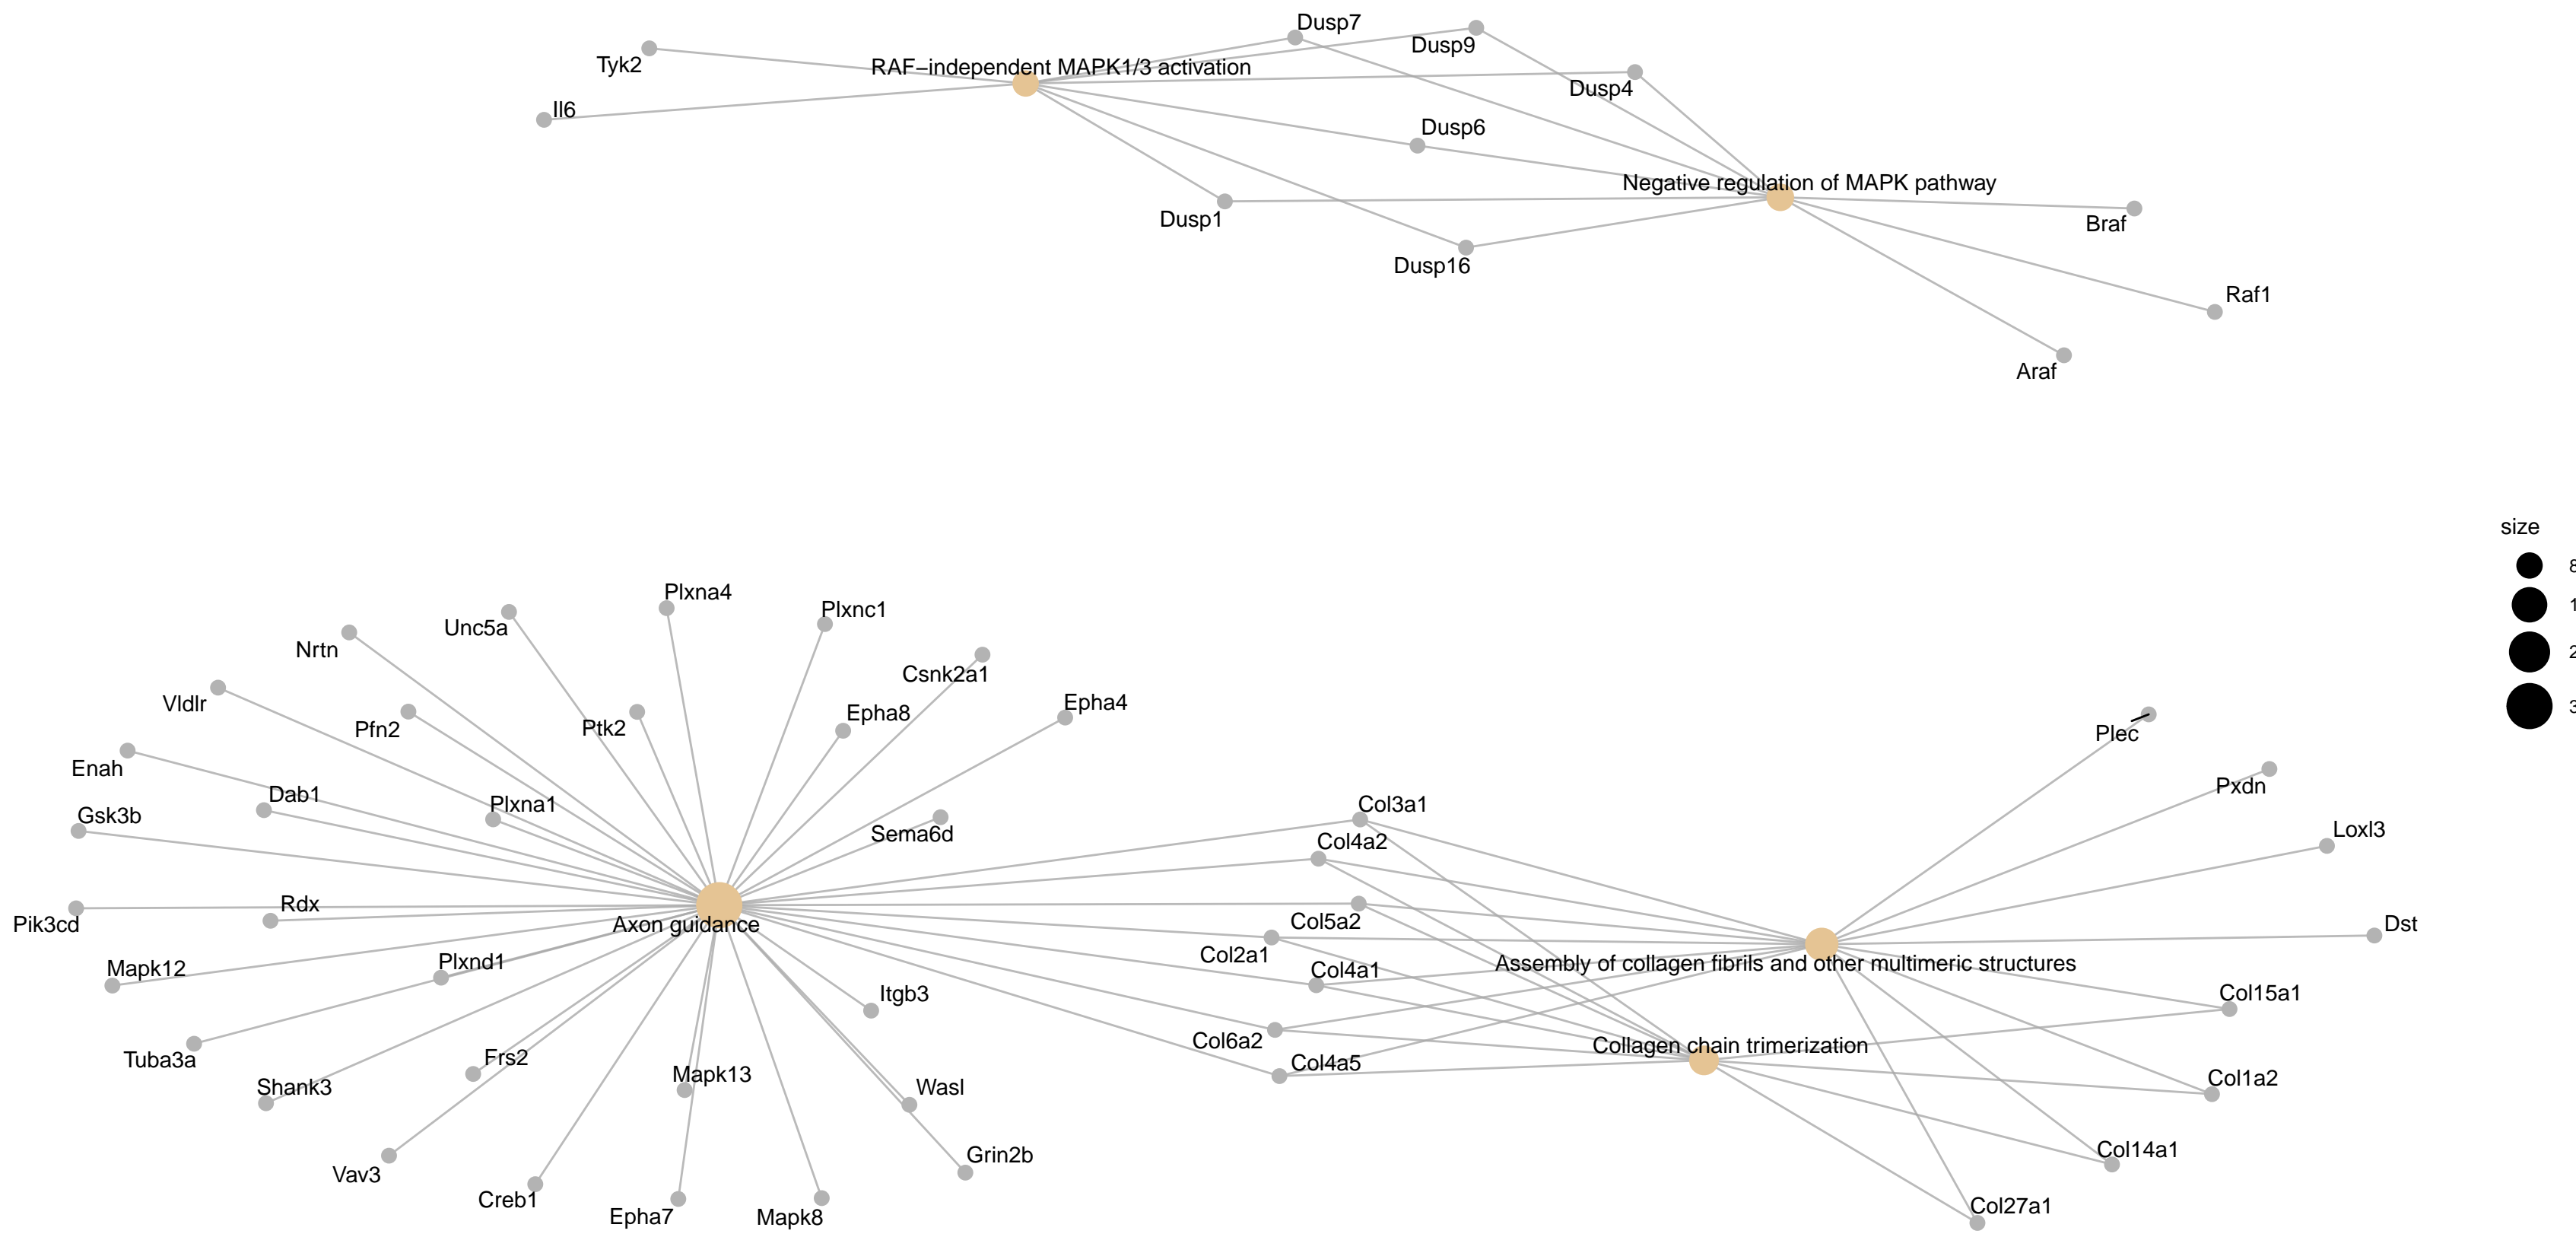 Dusp7
Dusp9
Tyk2
RAF−independent MAPK1/3 activation
Dusp4
Il6
Dusp6
Negative regulation of MAPK pathway
Dusp1
Braf
Dusp16
Raf1
Araf
size
8
1
2
3
Plxna4
Plxnc1
Unc5a
Nrtn
Csnk2a1
Vldlr
Epha4
Epha8
Pfn2
Ptk2
Plec
Enah
Pxdn
Dab1
Plxna1
Col3a1
Gsk3b
Loxl3
Sema6d
Col4a2
Rdx
Pik3cd
Axon guidance
Col5a2
Dst
Col2a1
Plxnd1
Assembly of collagen fibrils and other multimeric structures
Mapk12
Col4a1
Itgb3
Col15a1
Col6a2
Collagen chain trimerization
Tuba3a
Frs2
Col4a5
Mapk13
Col1a2
Shank3
Wasl
Col14a1
Grin2b
Vav3
Creb1
Col27a1
Epha7
Mapk8